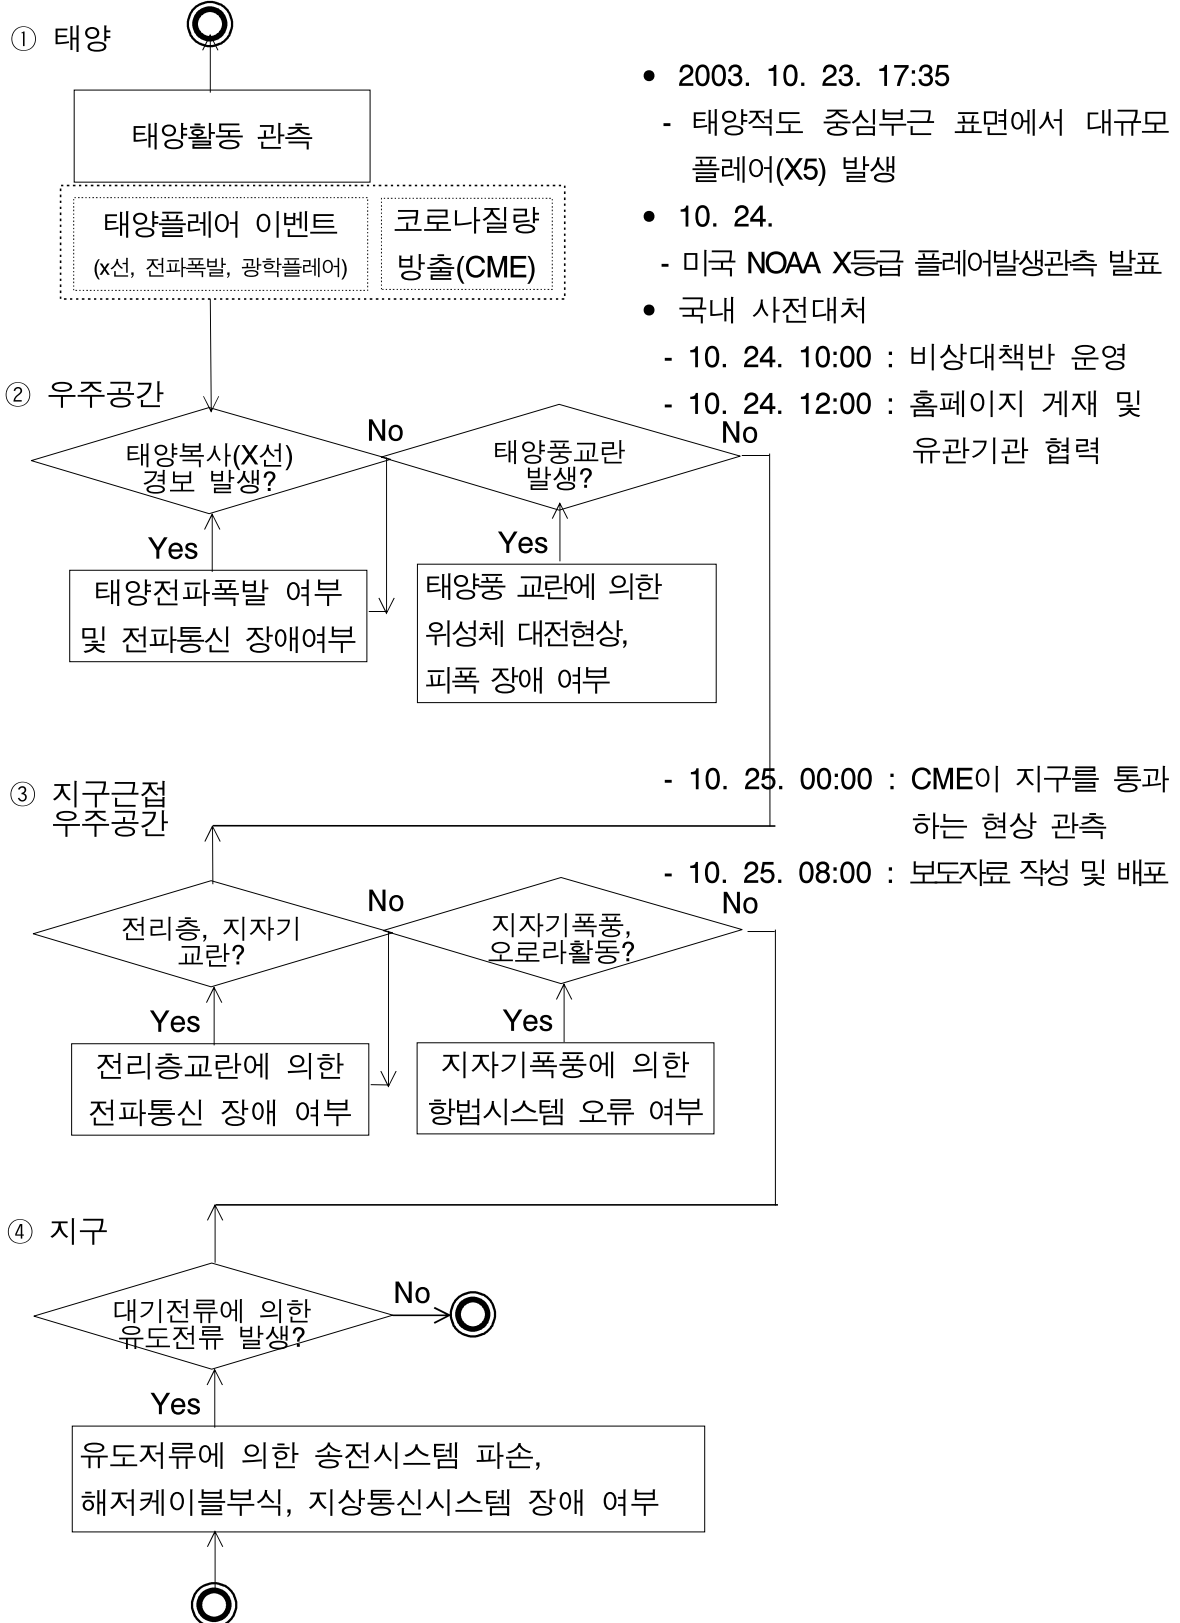 ① 태양
태양활동 관측
태양플레어 이벤트
(x선, 전파폭발, 광학플레어)
코로나질량
방출(CME)
• 2003. 10. 23. 17:35
- 태양적도 중심부근 표면에서 대규모
플레어(X5) 발생
• 10. 24.
- 미국 NOAA X등급 플레어발생관측 발표
• 국내 사전대처
- 10. 24. 10:00 : 비상대책반 운영
- 10. 24. 12:00 : 홈페이지 게재 및
유관기관 협력
② 우주공간
태양복사(X선)
경보 발생?
No
태양풍교란
발생?
No
Yes
Yes
태양전파폭발 여부
및 전파통신 장애여부
태양풍 교란에 의한
위성체 대전현상,
피폭 장애 여부
③ 지구근접
우주공간
- 10. 25. 00:00 : CME이 지구를 통과
하는 현상 관측
- 10. 25. 08:00 : 보도자료 작성 및 배포
전리층, 지자기
교란?
No
지자기폭풍,
오로라활동?
No
Yes
Yes
전리층교란에 의한
전파통신 장애 여부
지자기폭풍에 의한
항법시스템 오류 여부
④ 지구
대기전류에 의한
유도전류 발생?
No
Yes
유도저류에 의한 송전시스템 파손,
해저케이블부식, 지상통신시스템 장애 여부